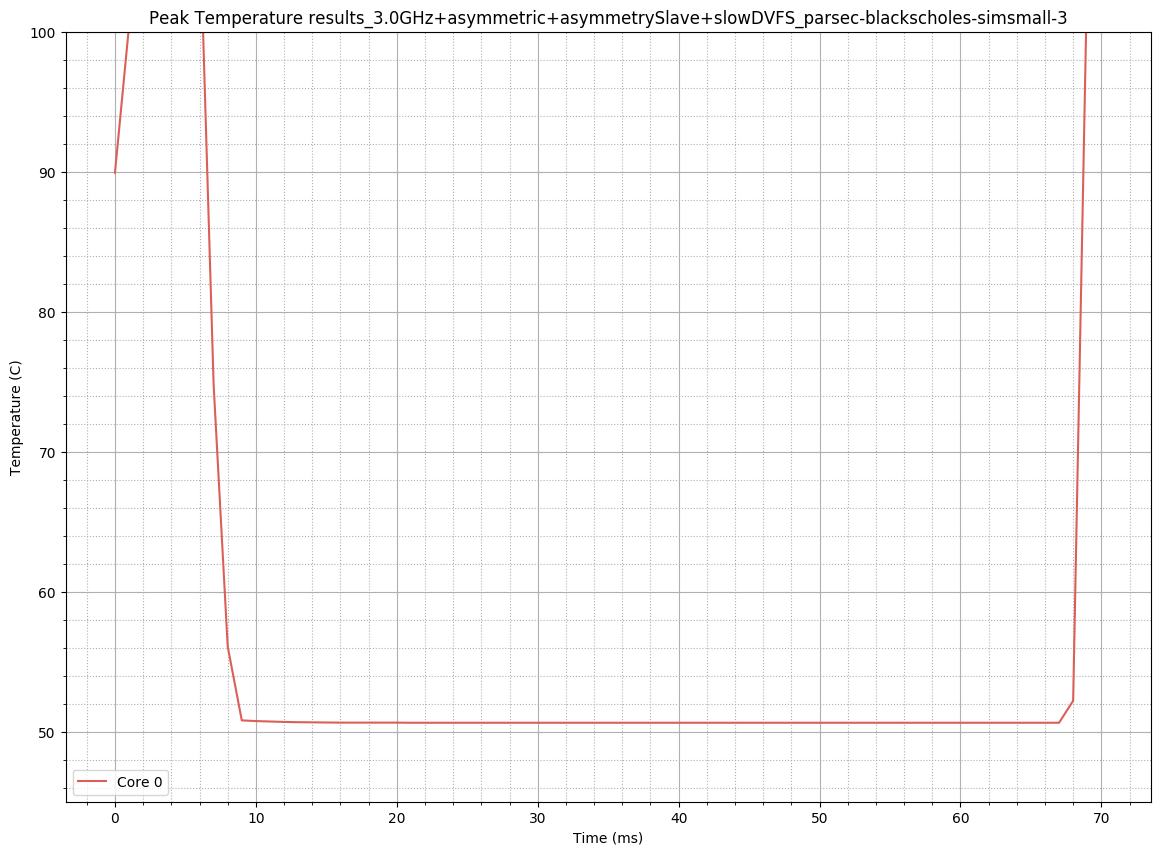 Peak Temperature results_3.0GHz+asymmetric+asymmetrySlave+slowDVFS_parsec-blackscholes-simsmall-3
100
90
80
70
60
50
Temperature (C)
Core 0
0 10 20 30 40 50 60 70
Time (ms)